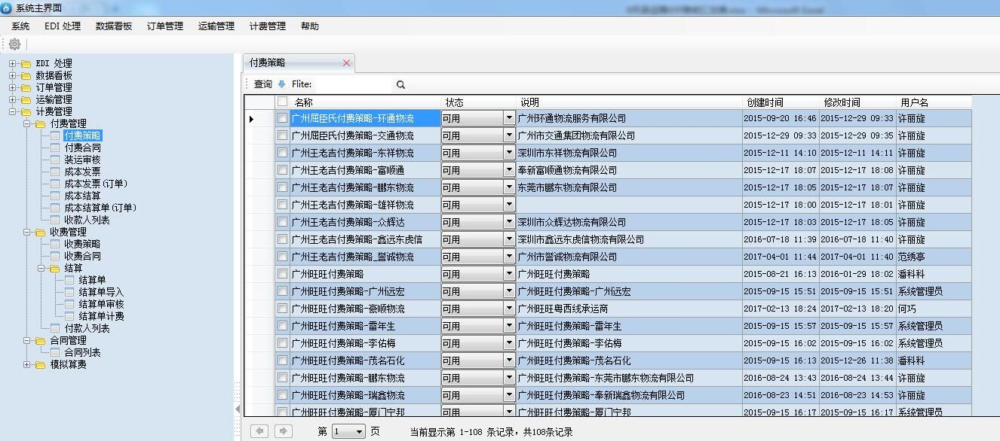 系统主界面
系统 EDI 处理 数据看板 订单管理 运输管理 计费管理 帮助
EDI 处理
数据看板
订单管理
运输管理
计费管理
付费管理
付费策略
付费合同
装运审核
成本发票
成本发票(订单)
成本结算
成本结算单(订单)
收款人列表
收费管理
收费策略
收费合同
结算
结算单
结算单导入
结算单审核
结算单计费
付款人列表
合同管理
合同列表
模拟算费
付费策略
查询 Flite:
名称 状态 说明 创建时间 修改时间 用户名
广州屈臣氏付费策略-环通物流 可用 广州环通物流服务有限公司 2015-09-20 16:46 2015-12-29 09:33 许丽旋
广州屈臣氏付费策略-交通物流 可用 广州市交通集团物流有限公司 2015-12-29 09:33 2015-12-29 09:35 许丽旋
广州王老吉付费策略-东祥物流 可用 深圳市东祥物流有限公司 2015-12-11 14:10 2015-12-11 14:11 许丽旋
广州王老吉付费策略-富顺通 可用 奉新富顺通物流有限公司 2015-12-17 18:07 2015-12-17 18:08 许丽旋
广州王老吉付费策略-鹏东物流 可用 东莞市鹏东物流有限公司 2015-12-17 18:05 2015-12-17 18:07 许丽旋
广州王老吉付费策略-雄祥物流 可用 2015-12-17 18:00 2015-12-17 18:01 许丽旋
广州王老吉付费策略-众辉达 可用 深圳市众辉达物流有限公司 2015-12-17 18:03 2015-12-17 18:05 许丽旋
广州王老吉付费策略-鑫远东虎信 可用 深圳市鑫远东虎信物流有限公司 2016-07-18 11:39 2016-07-18 11:40 许丽旋
广州王老吉付费策略_誉诚物流 可用 广州市誉诚物流有限公司 2017-04-01 11:44 2017-04-01 11:40 范绣亭
广州旺旺付费策略 可用 广州旺旺付费策略 2015-08-21 16:13 2016-01-29 18:02 潘科科
广州旺旺付费策略-广州远宏 可用 广州旺旺付费策略-广州远宏 2015-09-15 15:51 2015-09-15 15:51 系统管理员
广州旺旺付费策略-豪顺物流 可用 广州旺旺粤西线承运商 2017-02-13 18:24 2017-02-13 18:20 何巧
广州旺旺付费策略-雷年生 可用 广州旺旺付费策略-雷年生 2015-09-15 15:57 2015-09-15 15:57 系统管理员
广州旺旺付费策略-李佑梅 可用 广州旺旺付费策略-李佑梅 2015-09-15 16:02 2015-09-15 16:02 系统管理员
广州旺旺付费策略-茂名石化 可用 广州旺旺付费策略-茂名石化 2015-09-15 16:13 2015-12-26 11:38 潘科科
广州旺旺付费策略-鹏东物流 可用 广州旺旺付费策略-东莞市鹏东物流有限公司 2016-08-24 13:43 2016-08-24 13:44 许丽旋
广州旺旺付费策略-瑞鑫物流 可用 广州旺旺付费策略-奉新瑞鑫物流有限公司 2016-08-23 14:51 2016-08-23 14:53 许丽旋
广州旺旺付费策略-厦门宁邦 可用 广州旺旺付费策略-厦门宁邦 2015-09-15 16:17 2015-09-15 16:17 系统管理员
第 1 页 当前显示第 1-108 条记录，共108条记录